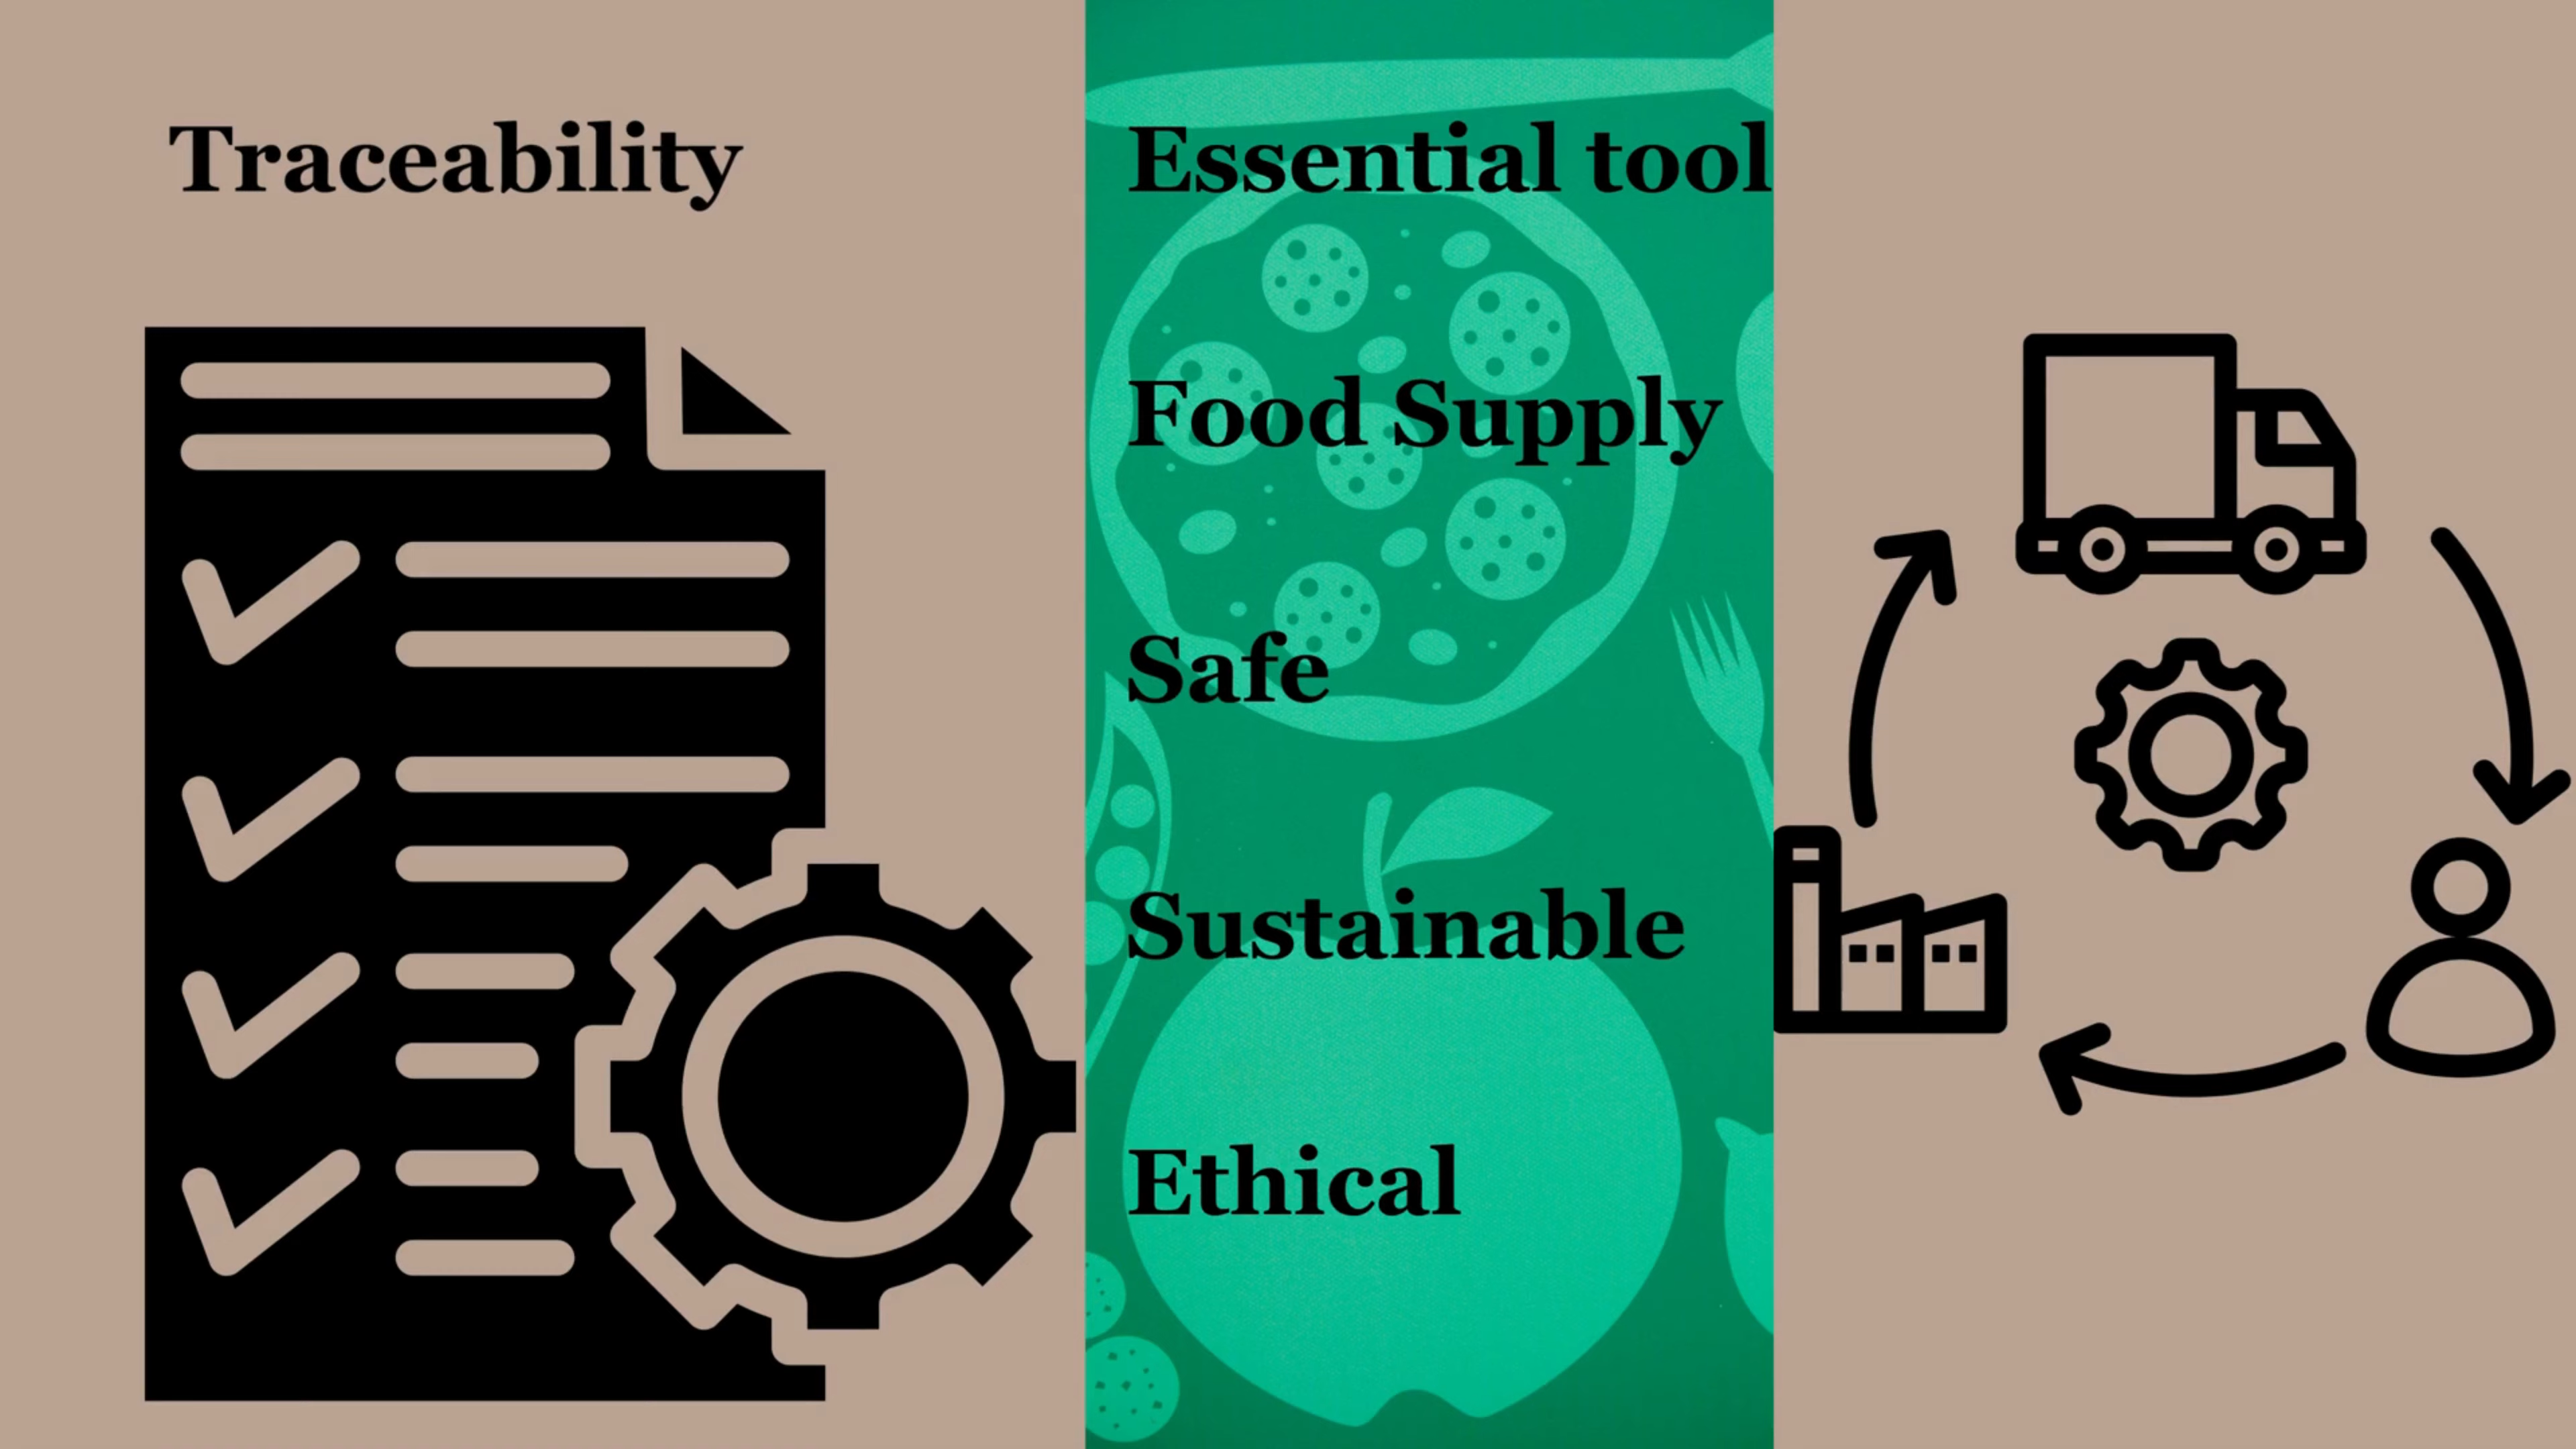 Traceability
Essential tool
Food Supply
Safe
Sustainable
Ethical